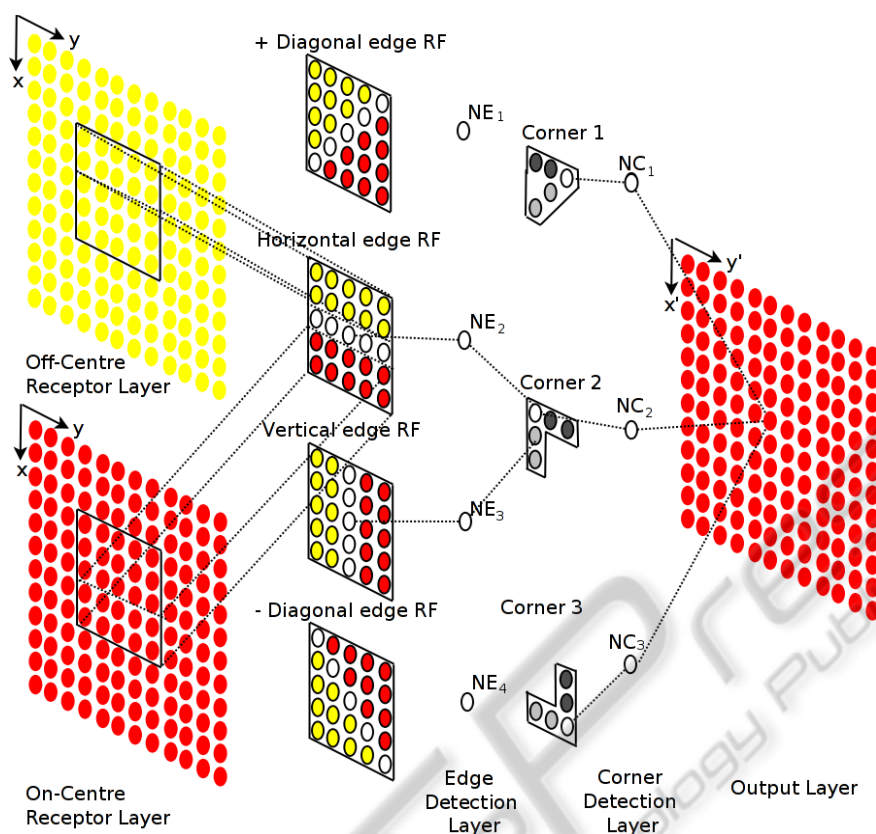 y
x
+ Diagonal edge RF
NE1
Corner 1
NC1
Horizontal edge RF
y'
x'
NE2
Off-Centre
Receptor Layer
Corner 2
NC2
y
x
Vertical edge RF
NE3
- Diagonal edge RF
Corner 3
NC3
NE4
On-Centre
Receptor Layer
Edge
Detection
Layer
Corner
Detection
Layer
Output Layer